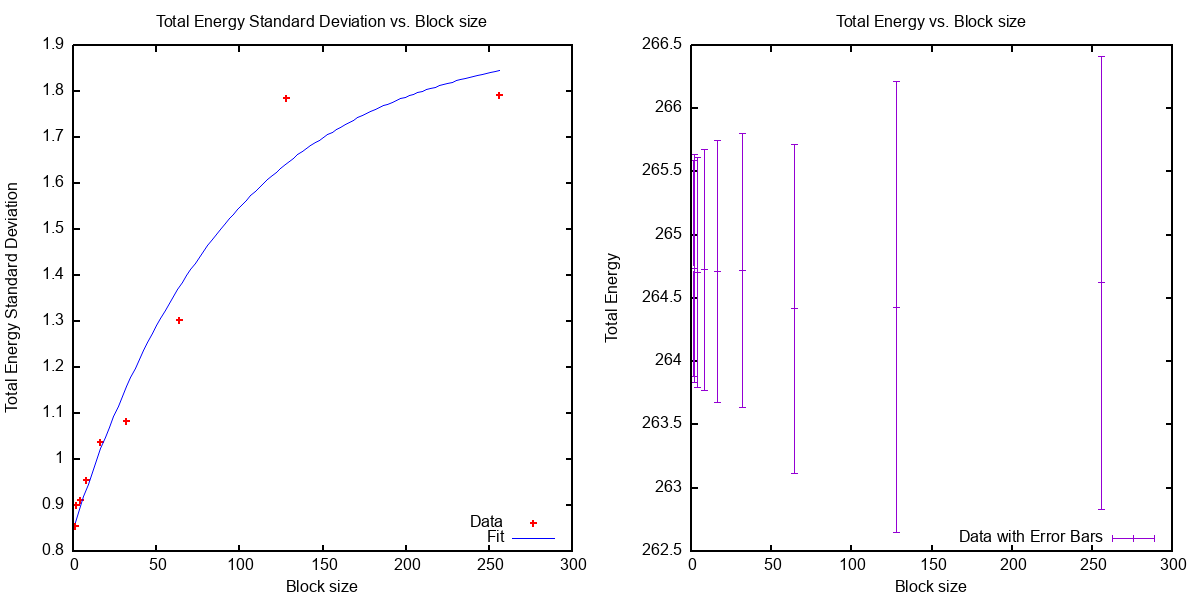 Total Energy Standard Deviation vs. Block size
1.9
1.8
1.7
1.6
1.5
1.4
1.3
1.2
1.1
1
0.9
0.8
Total Energy Standard Deviation
Data
Fit
0 50 100 150 200 250 300
Block size
Total Energy vs. Block size
266.5
266
265.5
265
264.5
264
263.5
263
262.5
Total Energy
Data with Error Bars
0 50 100 150 200 250 300
Block size